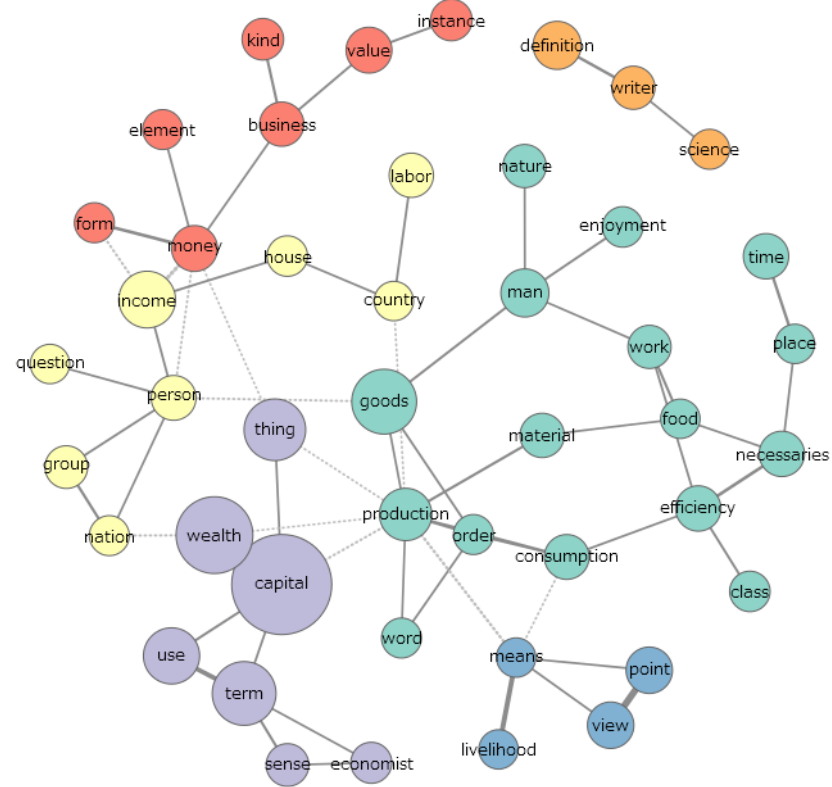 instance
kind
value
definition
writer
business
element
science
nature
labor
form
enjoyment
money
house
time
income
man
country
place
work
question
person
goods
food
thing
material
necessaries
group
efficiency
production
nation
wealth
order
consumption
capital
class
word
use
means
point
term
view
livelihood
sense
economist